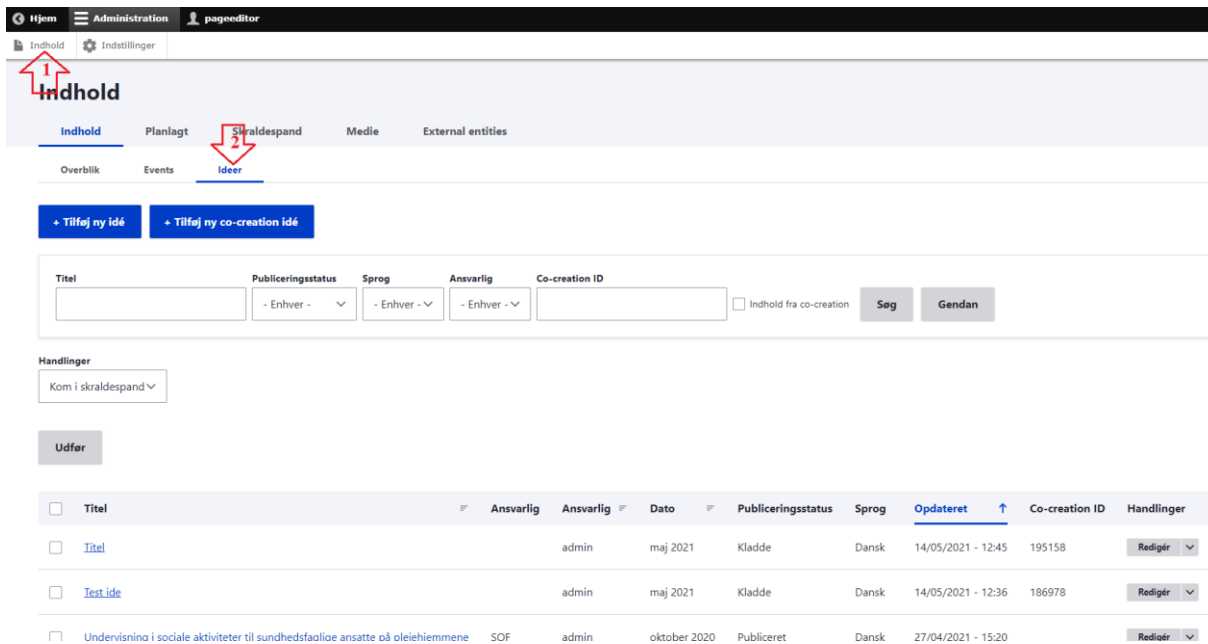 Hjem Administration pageeditor
Indhold Indstillinger
1
Indhold
Indhold Planlagt Skraldespand Medie External entities
2
Overblik Events Ideer
+ Tilføj ny idé + Tilføj ny co-creation idé
Titel Publiceringsstatus Sprog Ansvarlig Co-creation ID
- Enhver - - Enhver - - Enhver - Indhold fra co-creation Søg Gendan
Handlinger
Kom i skraldespand
Udfør
Titel Ansvarlig Ansvarlig Dato Publiceringsstatus Sprog Opdateret Co-creation ID Handlinger
Titel admin maj 2021 Kladde Dansk 14/05/2021 - 12:45 195158 Redigér
Test ide admin maj 2021 Kladde Dansk 14/05/2021 - 12:36 186978 Redigér
Undervisning i sociale aktiviteter til sundhedsfaglige ansatte på plejehjemmene SOF admin oktober 2020 Publiceret Dansk 27/04/2021 - 15:20 Redigér